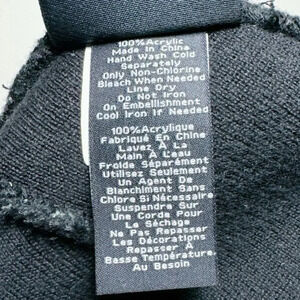 100%Acrylic
Made In China
Hand Wash Cold
Separately
Only Non-Chlorine
Bleach When Needed
Line Dry
Do Not Iron
On Embellishment
Cool Iron If Needed
100%Acrylique
Fabriqué En Chine
Lavez À La
Main À L'eau
Froide Séparément
Utilisez Seulement
Un Agent De
Blanchiment Sans
Chlore Si Nécessaire
Suspendre Sur
Une Corde Pour
Le Séchage
Ne Pas Repasser
Les Décorations
Repasser À
Basse Température.
Au Besoin